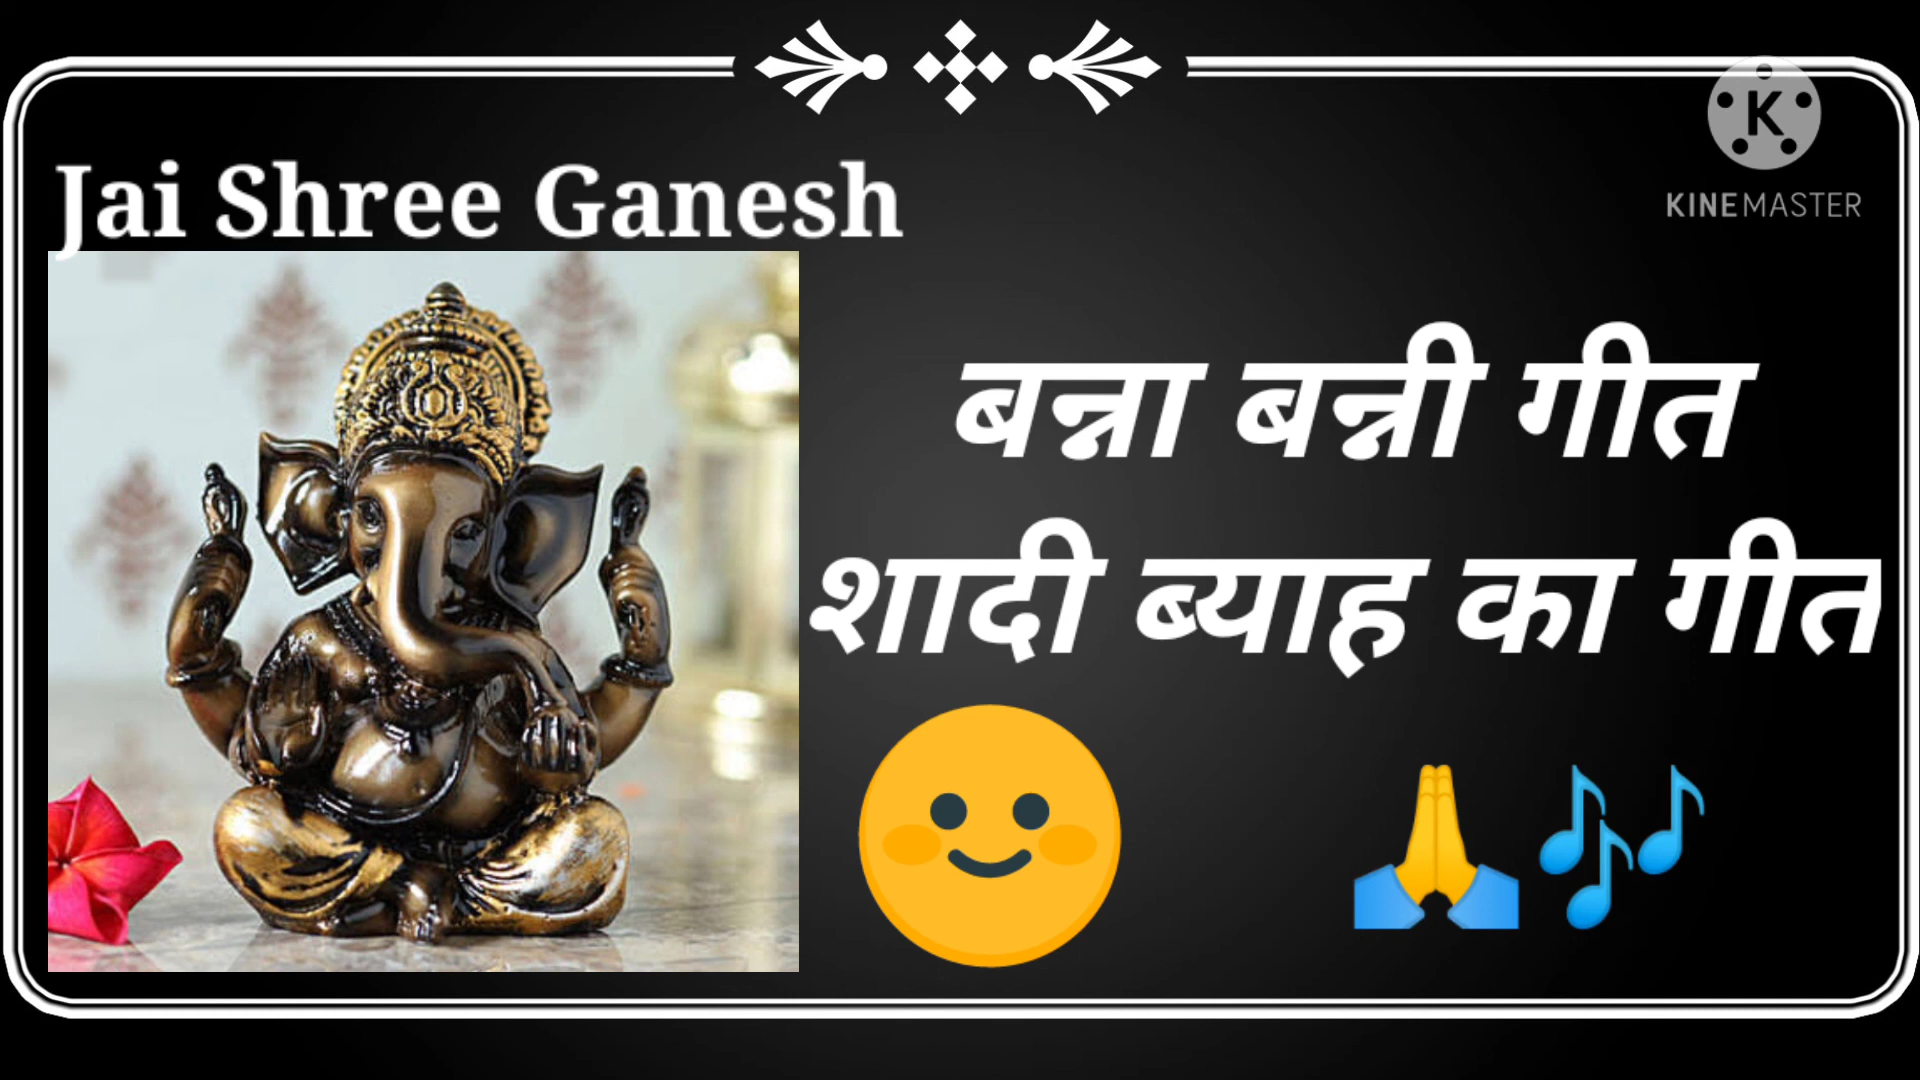 Jai Shree Ganesh
K
KINEMASTER
बन्ना बन्नी गीत
शादी ब्याह का गीत